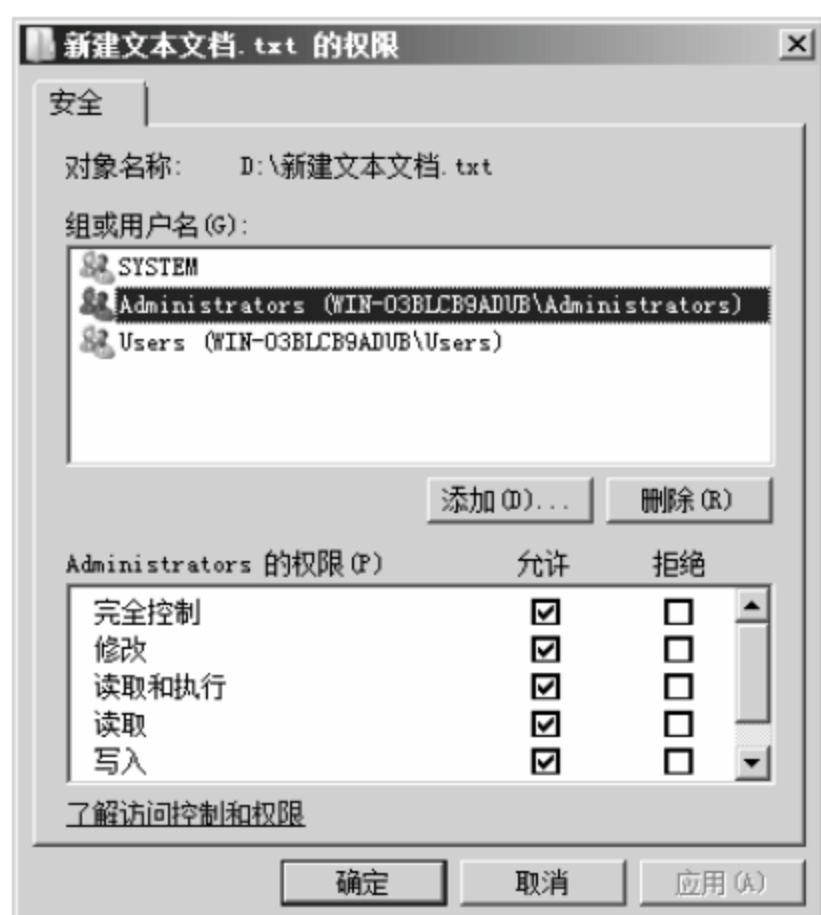 新建文本文档.txt 的权限
安全
对象名称: D:\新建文本文档.txt
组或用户名(G):
SYSTEM
Administrators (WIN-O3BLCB9ADUB\Administrators)
Users (WIN-O3BLCB9ADUB\Users)
添加(D)... 删除(R)
Administrators 的权限(P) 允许 拒绝
完全控制
修改
读取和执行
读取
写入
了解访问控制和权限
确定 取消 应用(A)